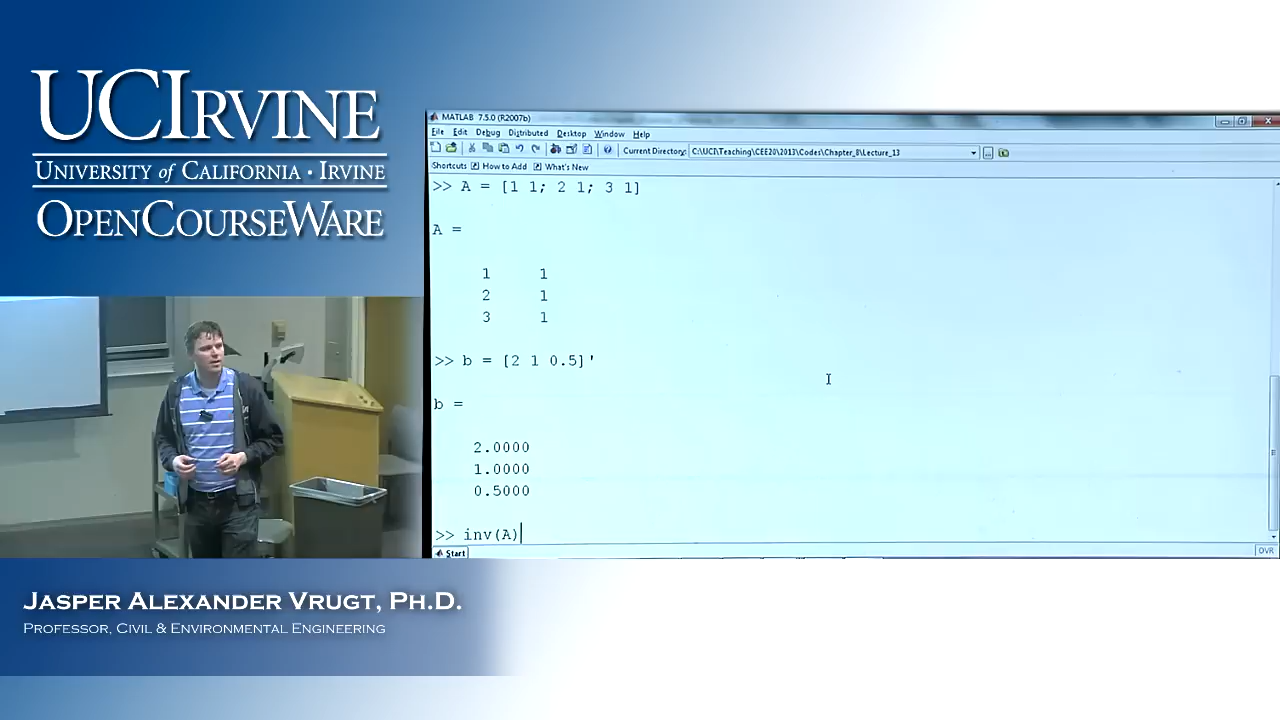 UCIRVINE
UNIVERSITY of CALIFORNIA · IRVINE
OPENCOURSEWARE
MATLAB 7.5.0 (R2007b)
File Edit Debug Distributed Desktop Window Help
Current Directory: C:\UCI\Teaching\CEE20\2013\Codes\Chapter_8\Lecture_13
Shortcuts How to Add What's New
>> A = [1 1; 2 1; 3 1]
A =
1 1
2 1
3 1
>> b = [2 1 0.5]'
b =
2.0000
1.0000
0.5000
>> inv(A)
Start
OVR
JASPER ALEXANDER VRUGT, PH.D.
PROFESSOR, CIVIL & ENVIRONMENTAL ENGINEERING